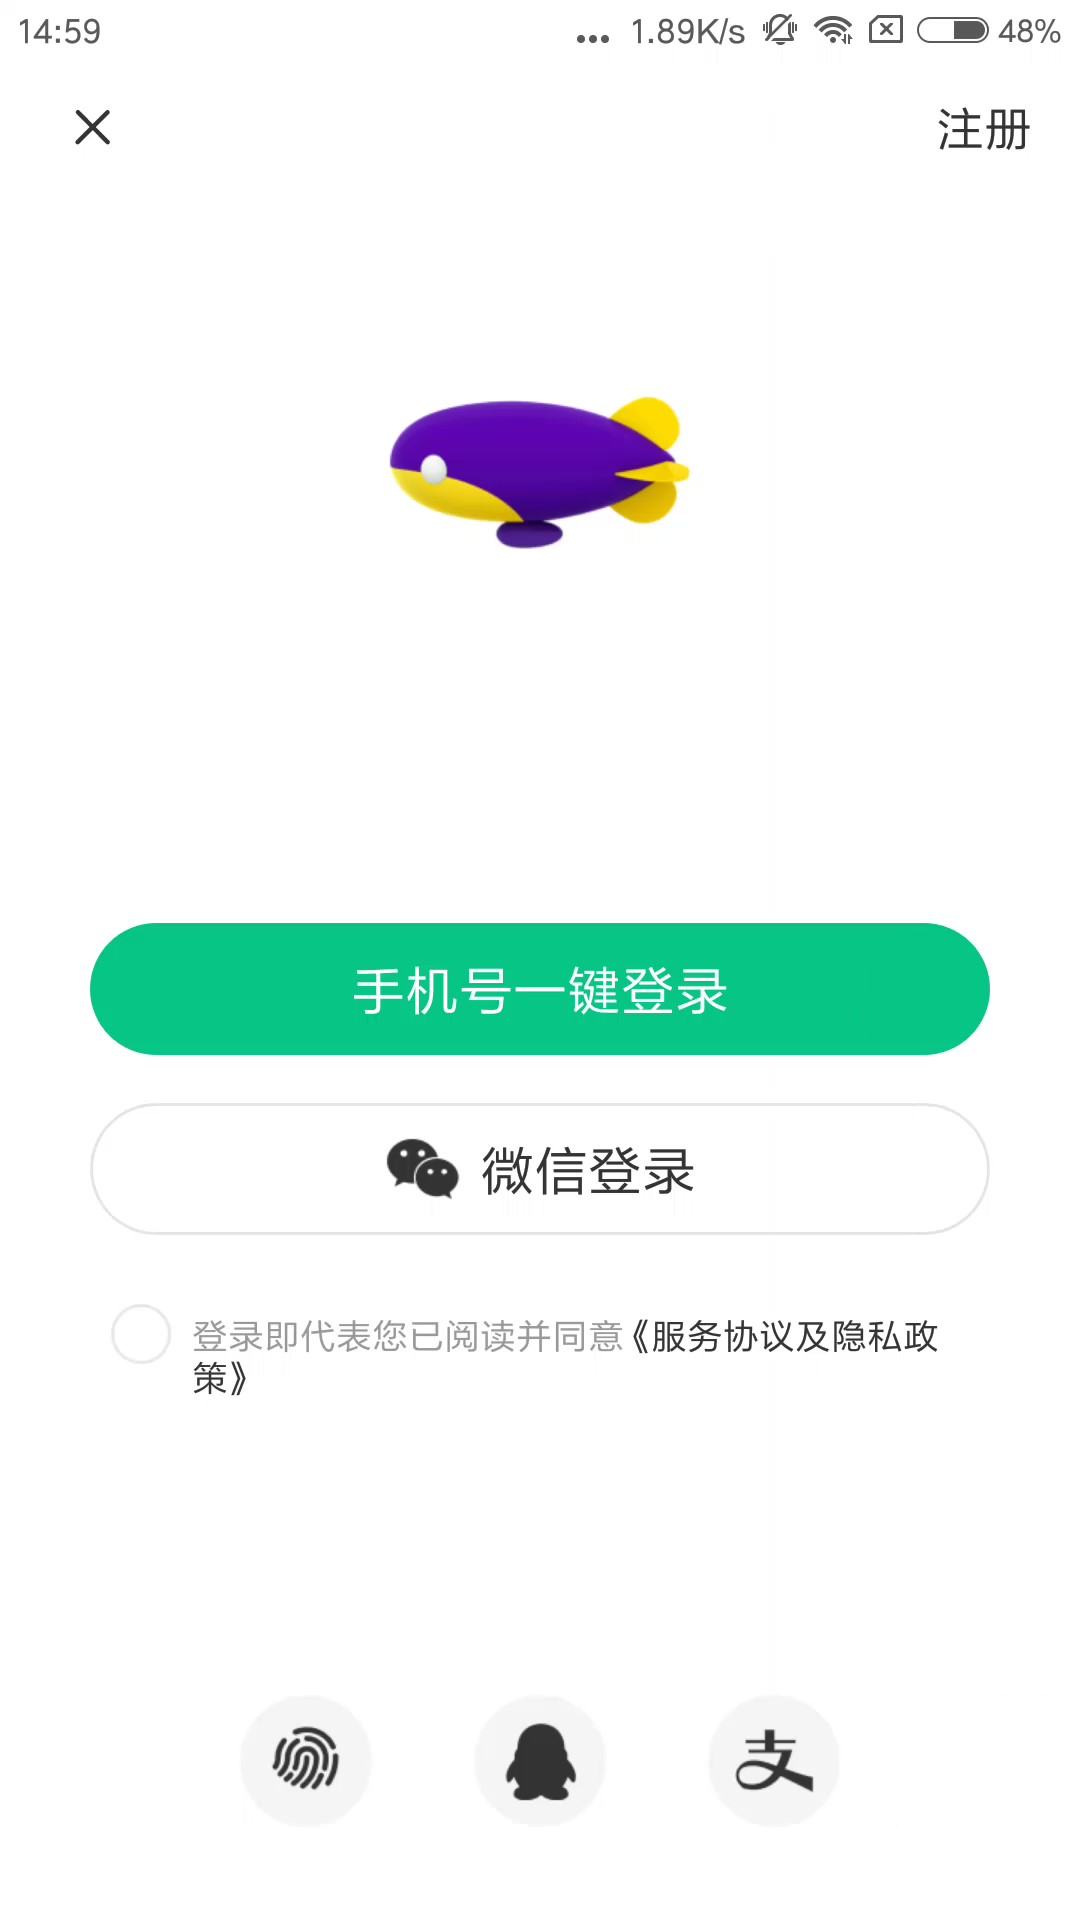 14:59
... 1.89K/s 48%
注册
手机号一键登录
微信登录
登录即代表您已阅读并同意《服务协议及隐私政
策》